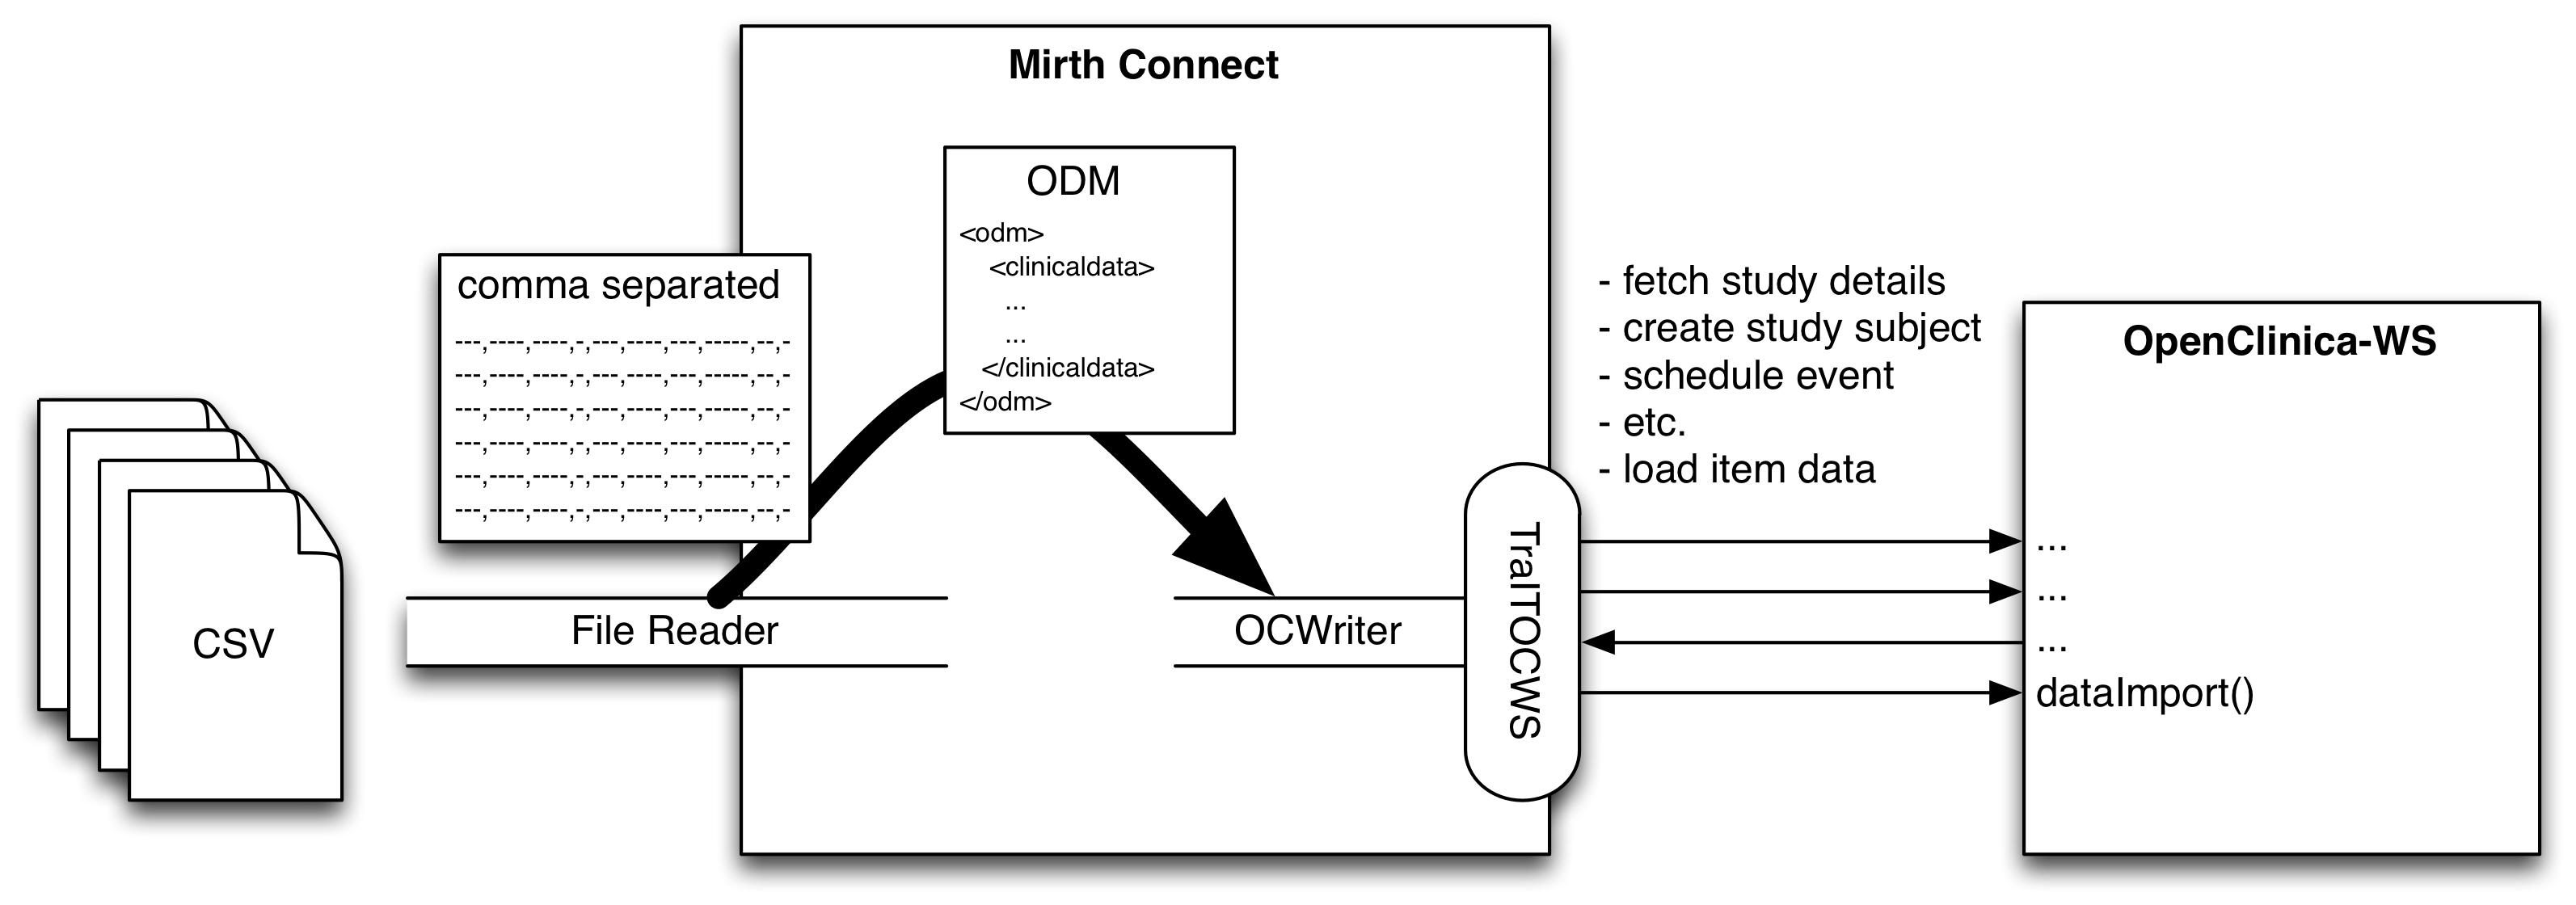 Mirth Connect
ODM
<odm>
<clinicaldata>
...
...
</clinicaldata>
</odm>
comma separated
---,----,----,-,---,----,---,-----,--,-
---,----,----,-,---,----,---,-----,--,-
---,----,----,-,---,----,---,-----,--,-
---,----,----,-,---,----,---,-----,--,-
---,----,----,-,---,----,---,-----,--,-
---,----,----,-,---,----,---,-----,--,-
CSV
File Reader
OCWriter
TraITOCWS
- fetch study details
- create study subject
- schedule event
- etc.
- load item data
OpenClinica-WS
...
...
...
dataImport()